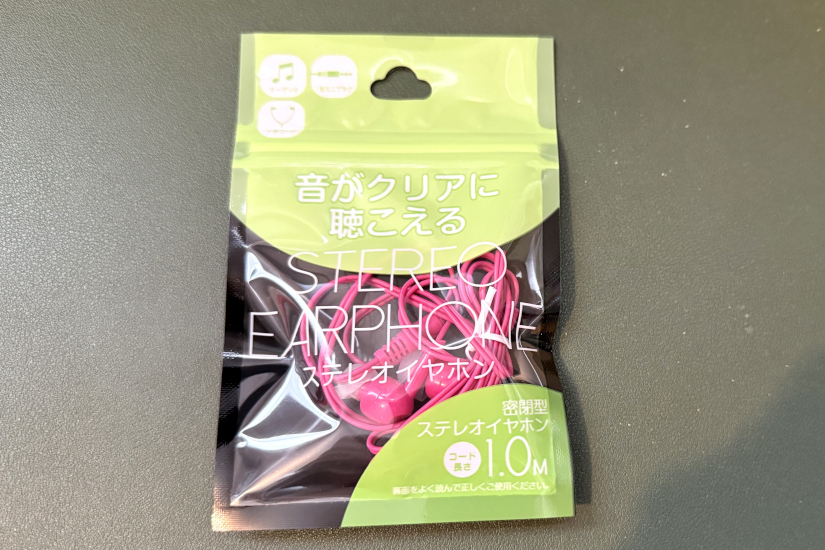 音がクリアに
聴こえる
STEREO
EARPHONE
ステレオイヤホン
密閉型
ステレオイヤホン
コード
長さ
1.0M
裏面をよく読んで正しくご使用ください。